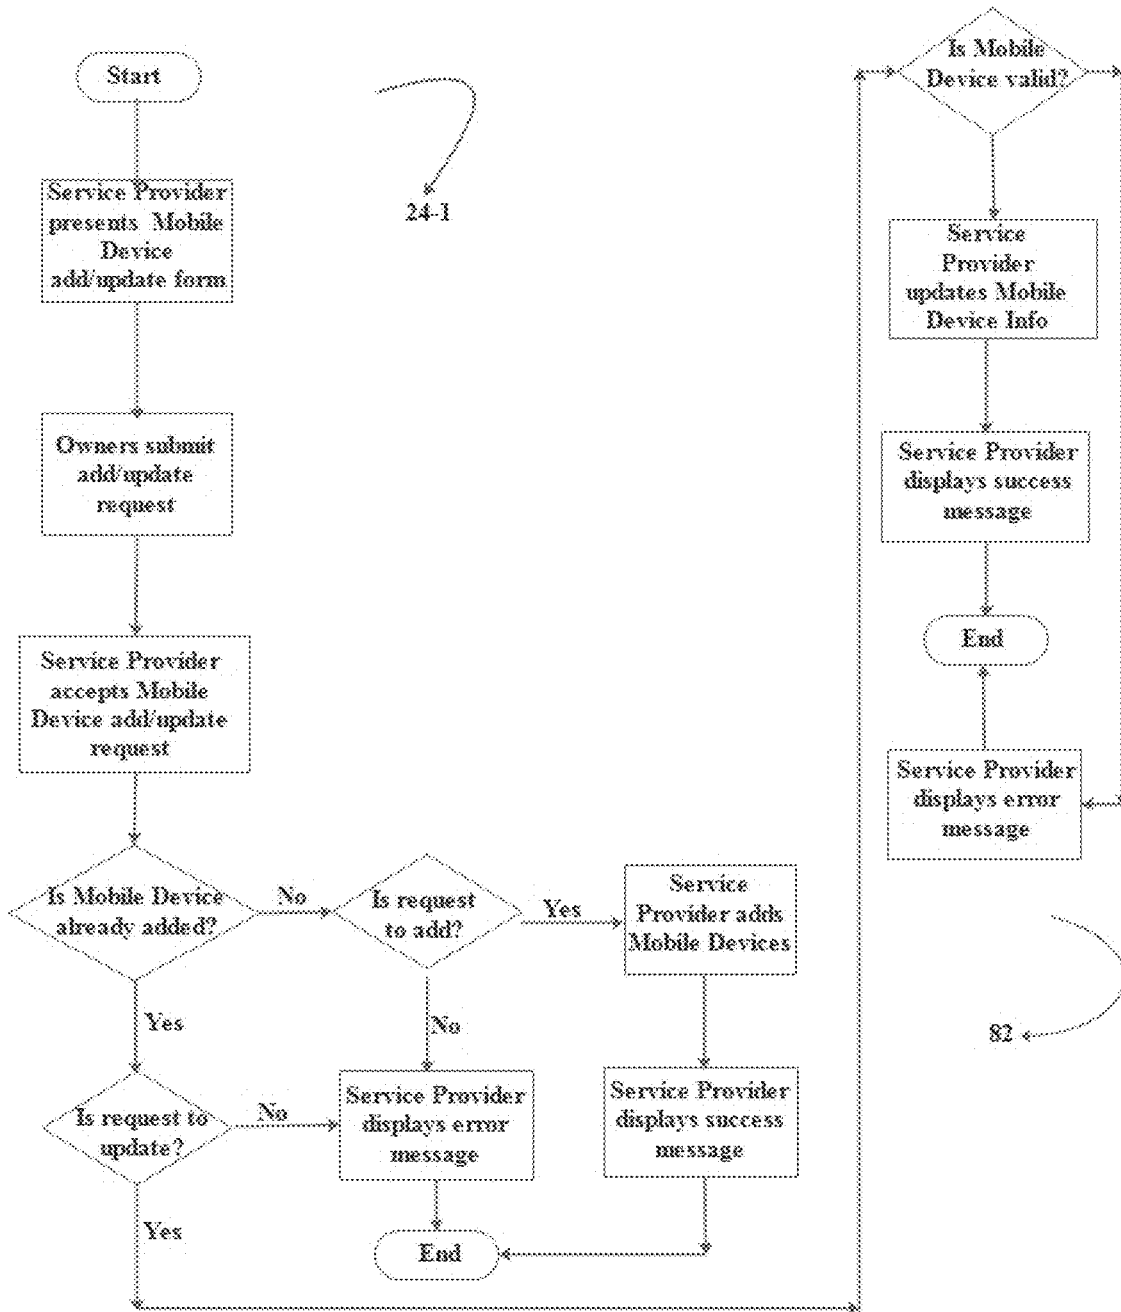 Start
Service Provider
presents Mobile
Device
add/update form
Owners submit
add/update
request
Service Provider
accepts Mobile
Device add/update
request
Is Mobile Device
already added?
No
Is request
to add?
Yes
Service
Provider adds
Mobile Devices
Yes
No
Is request to
update?
No
Service Provider
displays error
message
Service Provider
displays success
message
Yes
End
24-1
Is Mobile
Device valid?
Service
Provider
updates Mobile
Device Info
Service Provider
displays success
message
End
Service Provider
displays error
message
82